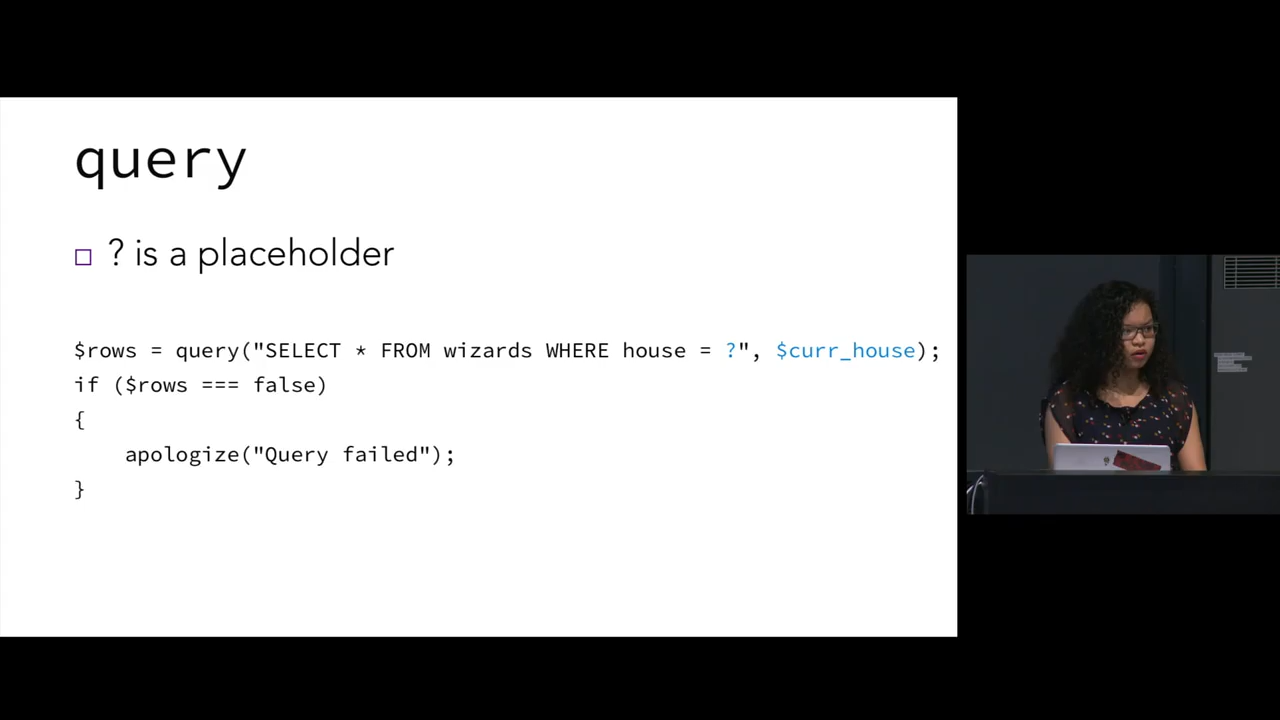 query
? is a placeholder
$rows = query("SELECT * FROM wizards WHERE house = ?", $curr_house);
if ($rows === false)
{
apologize("Query failed");
}